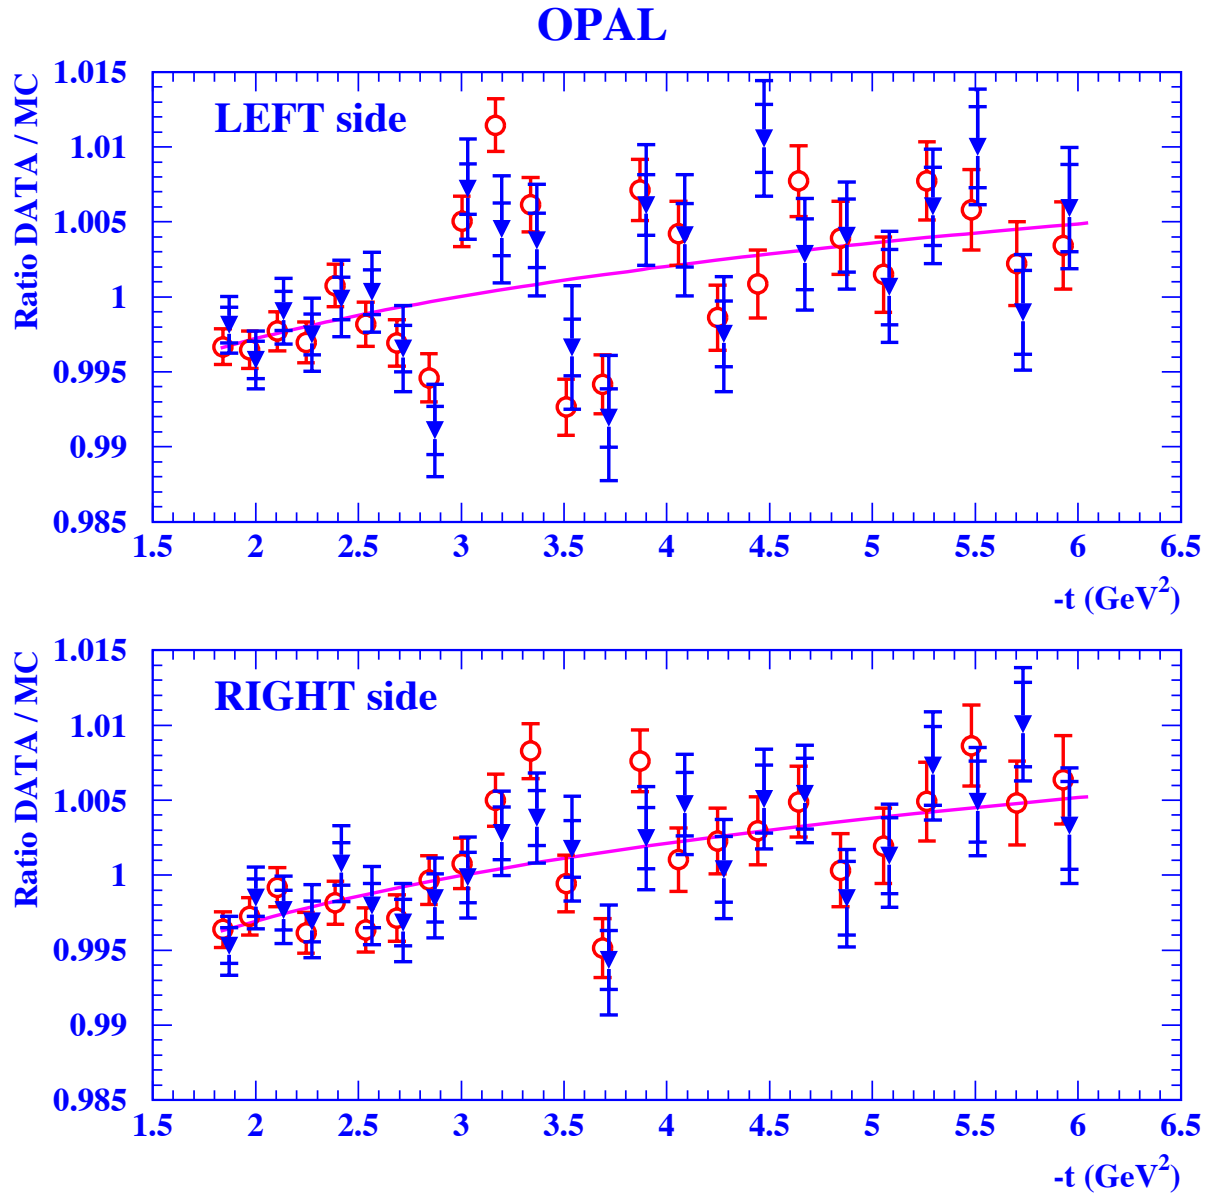 OPAL
Ratio DATA / MC
1.015
1.01
1.005
1
0.995
0.99
0.985
LEFT side
1.5 2 2.5 3 3.5 4 4.5 5 5.5 6 6.5
-t (GeV²)
Ratio DATA / MC
1.015
1.01
1.005
1
0.995
0.99
0.985
RIGHT side
1.5 2 2.5 3 3.5 4 4.5 5 5.5 6 6.5
-t (GeV²)